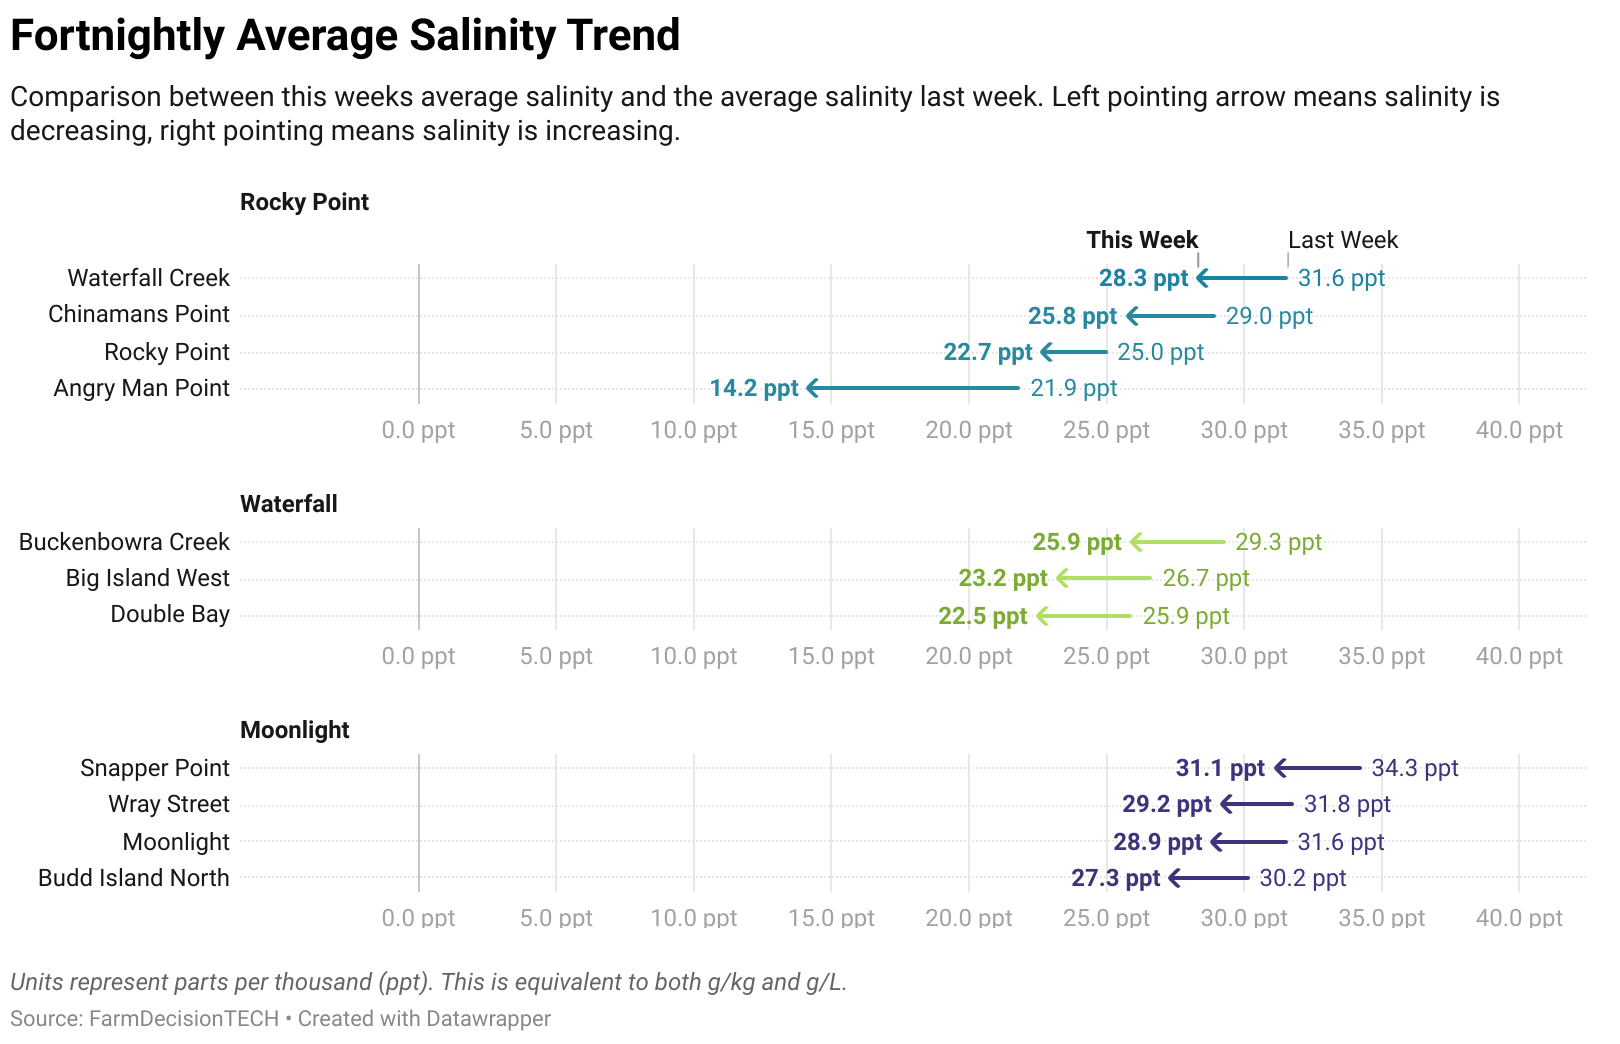 Fortnightly Average Salinity Trend
Comparison between this weeks average salinity and the average salinity last week. Left pointing arrow means salinity is
decreasing, right pointing means salinity is increasing.
Rocky Point
This Week Last Week
Waterfall Creek 28.3 ppt 31.6 ppt
Chinamans Point 25.8 ppt 29.0 ppt
Rocky Point 22.7 ppt 25.0 ppt
Angry Man Point 14.2 ppt 21.9 ppt
0.0 ppt 5.0 ppt 10.0 ppt 15.0 ppt 20.0 ppt 25.0 ppt 30.0 ppt 35.0 ppt 40.0 ppt
Waterfall
Buckenbowra Creek 25.9 ppt 29.3 ppt
Big Island West 23.2 ppt 26.7 ppt
Double Bay 22.5 ppt 25.9 ppt
0.0 ppt 5.0 ppt 10.0 ppt 15.0 ppt 20.0 ppt 25.0 ppt 30.0 ppt 35.0 ppt 40.0 ppt
Moonlight
Snapper Point 31.1 ppt 34.3 ppt
Wray Street 29.2 ppt 31.8 ppt
Moonlight 28.9 ppt 31.6 ppt
Budd Island North 27.3 ppt 30.2 ppt
0.0 ppt 5.0 ppt 10.0 ppt 15.0 ppt 20.0 ppt 25.0 ppt 30.0 ppt 35.0 ppt 40.0 ppt
Units represent parts per thousand (ppt). This is equivalent to both g/kg and g/L.
Source: FarmDecisionTECH • Created with Datawrapper